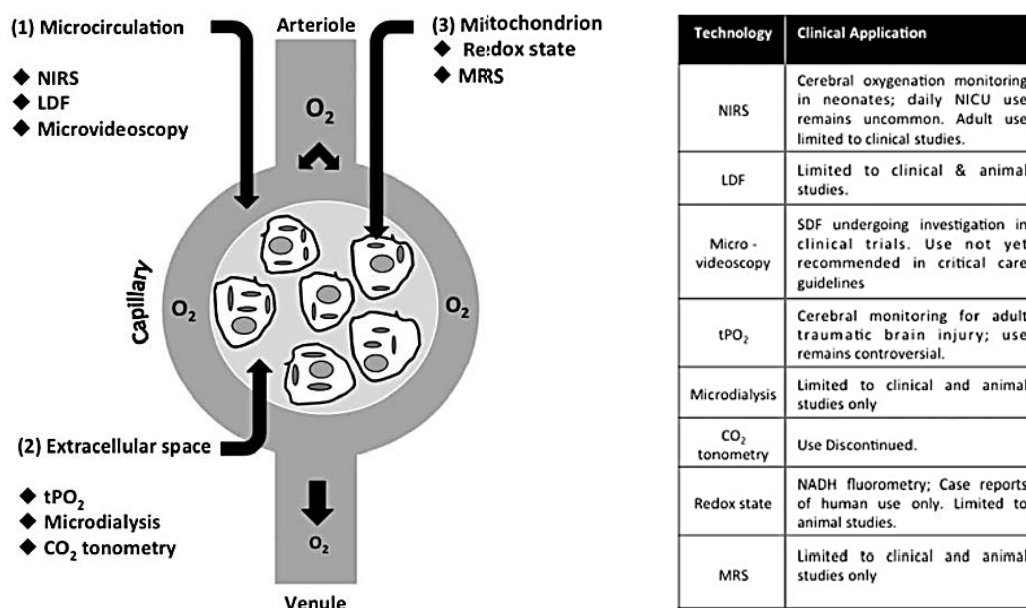 (1) Microcirculation
◆ NIRS
◆ LDF
◆ Microvideoscopy
Arteriole
(3) Mitochondrion
◆ Redox state
◆ MRRS
O₂
Capillary
O₂
O₂
(2) Extracellular space
◆ tPO₂
◆ Microdialysis
◆ CO₂ tonometry
O₂
Venule
Technology Clinical Application
NIRS
Cerebral oxygenation monitoring
in neonates; daily NICU use
remains uncommon. Adult use
limited to clinical studies.
LDF
Limited to clinical & animal
studies.
Micro -
videoscopy
SDF undergoing investigation in
clinical trials. Use not yet
recommended in critical care
guidelines
tPO₂
Cerebral monitoring for adult
traumatic brain injury; use
remains controversial.
Microdialysis
Limited to clinical and animal
studies only
CO₂
tonometry
Use Discontinued.
Redox state
NADH fluorometry; Case reports
of human use only. Limited to
animal studies.
MRS
Limited to clinical and animal
studies only